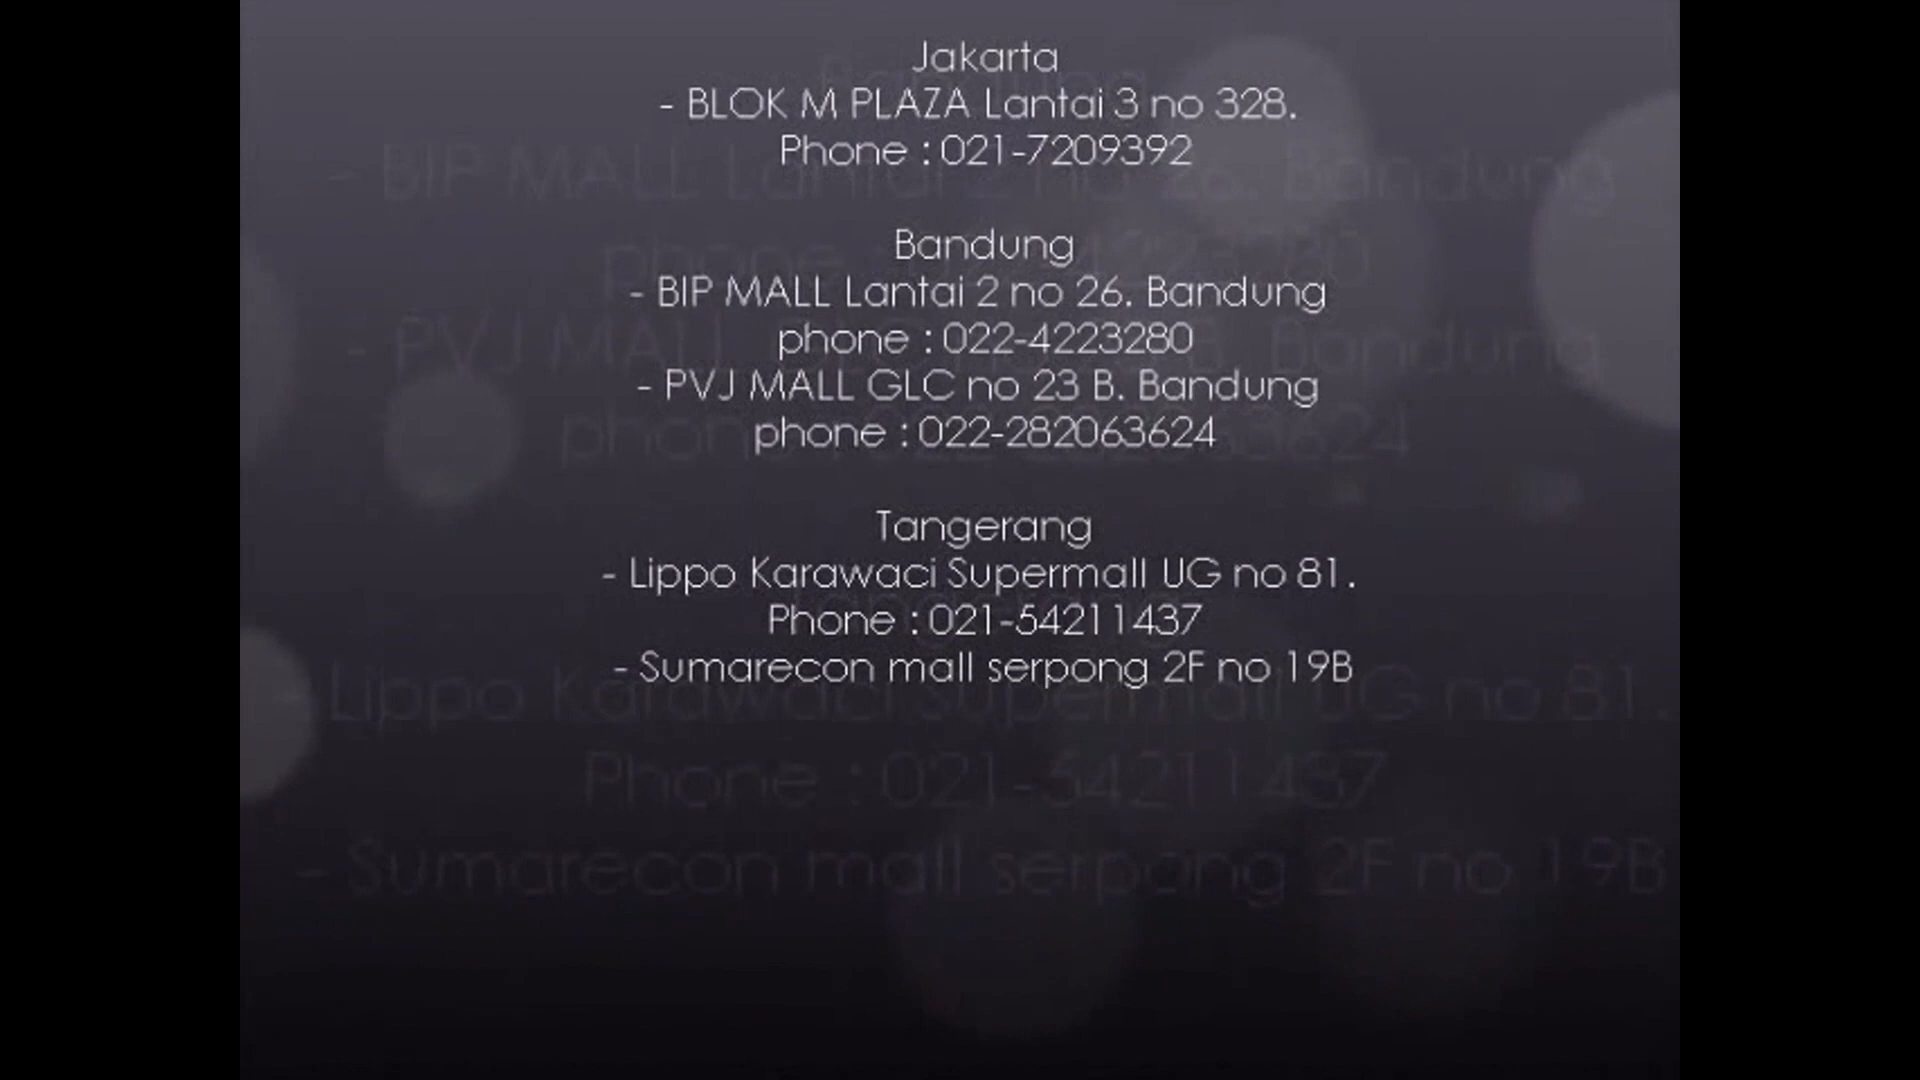 Jakarta
- BLOK M PLAZA Lantai 3 no 328.
Phone : 021-7209392
Bandung
- BIP MALL Lantai 2 no 26. Bandung
phone : 022-4223280
- PVJ MALL GLC no 23 B. Bandung
phone : 022-282063624
Tangerang
- Lippo Karawaci Supermall UG no 81.
Phone : 021-54211437
- Sumarecon mall serpong 2F no 19B